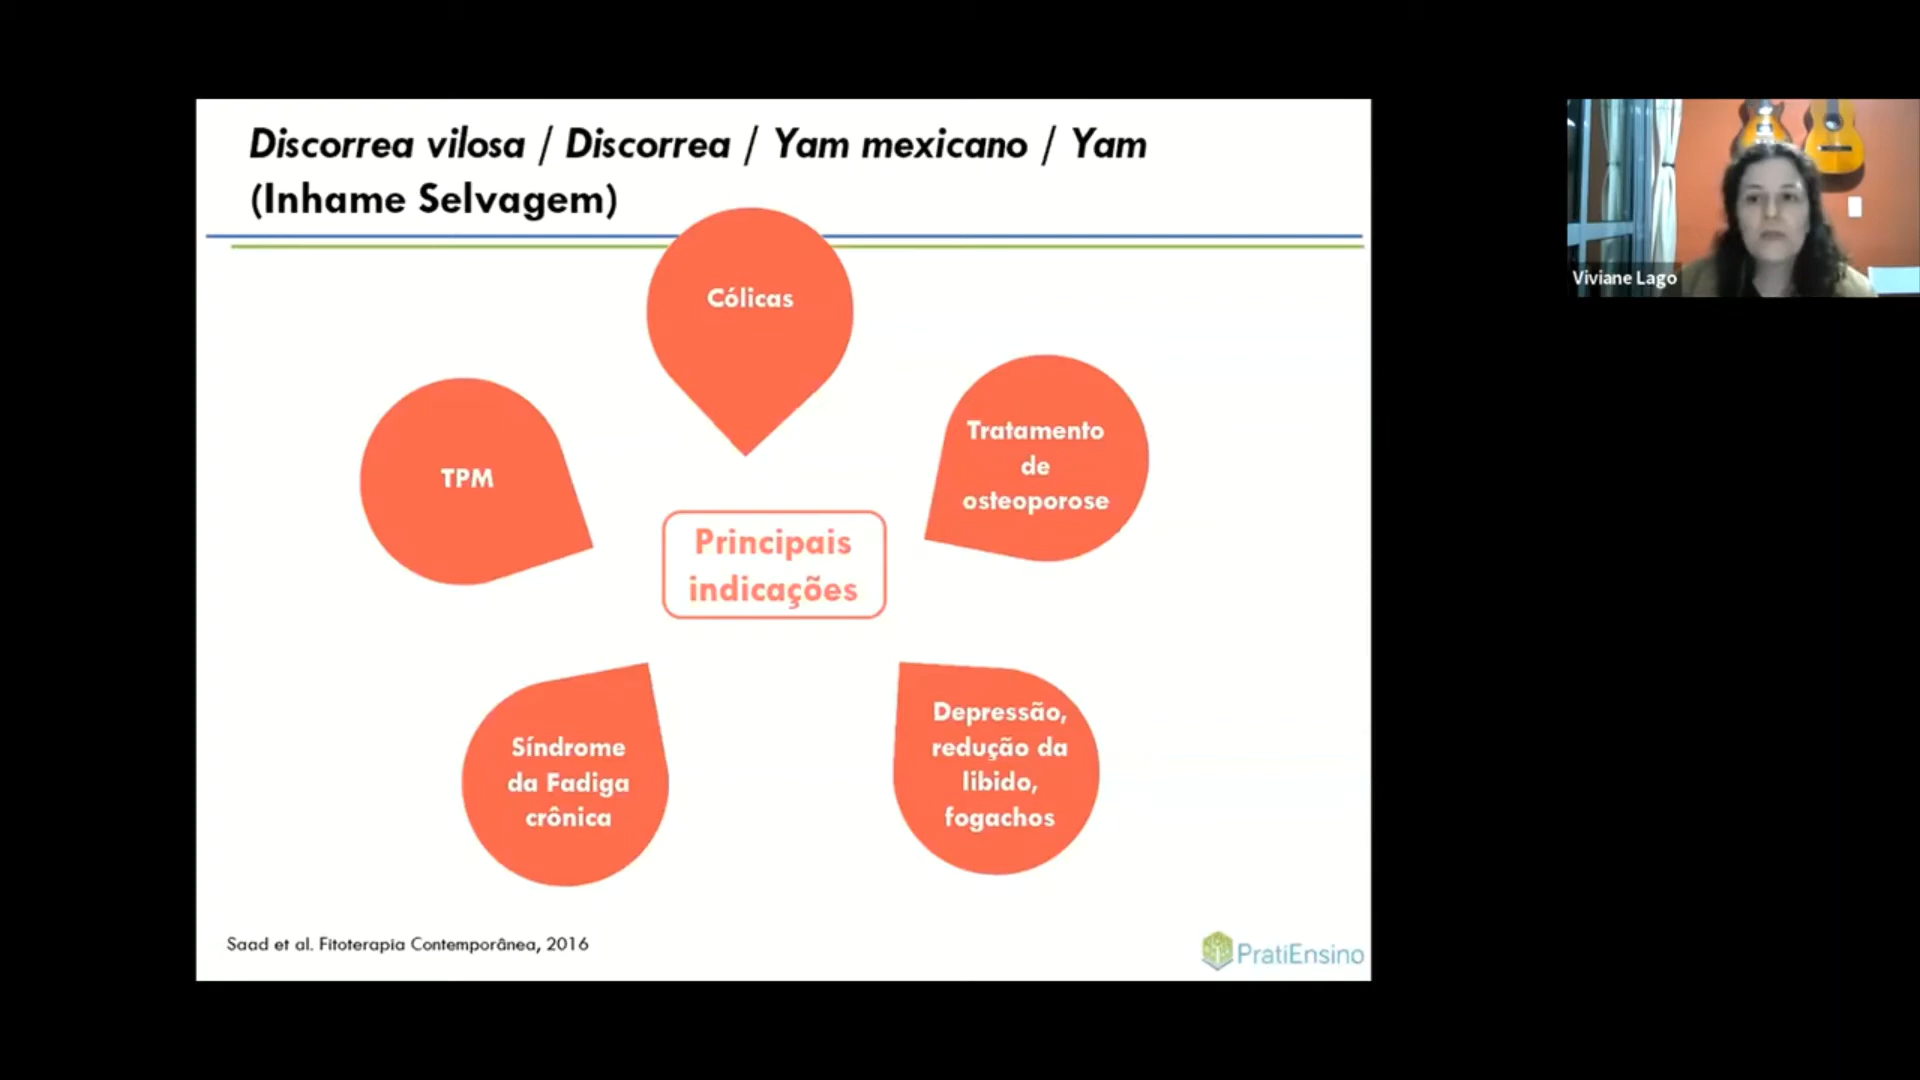 Discorrea vilosa / Discorrea / Yam mexicano / Yam
(Inhame Selvagem)
Cólicas
Tratamento
de
osteoporose
TPM
Principais
indicações
Síndrome
da Fadiga
crônica
Depressão,
redução da
libido,
fogachos
Saad et al. Fitoterapia Contemporânea, 2016
PratiEnsino
Viviane Lago